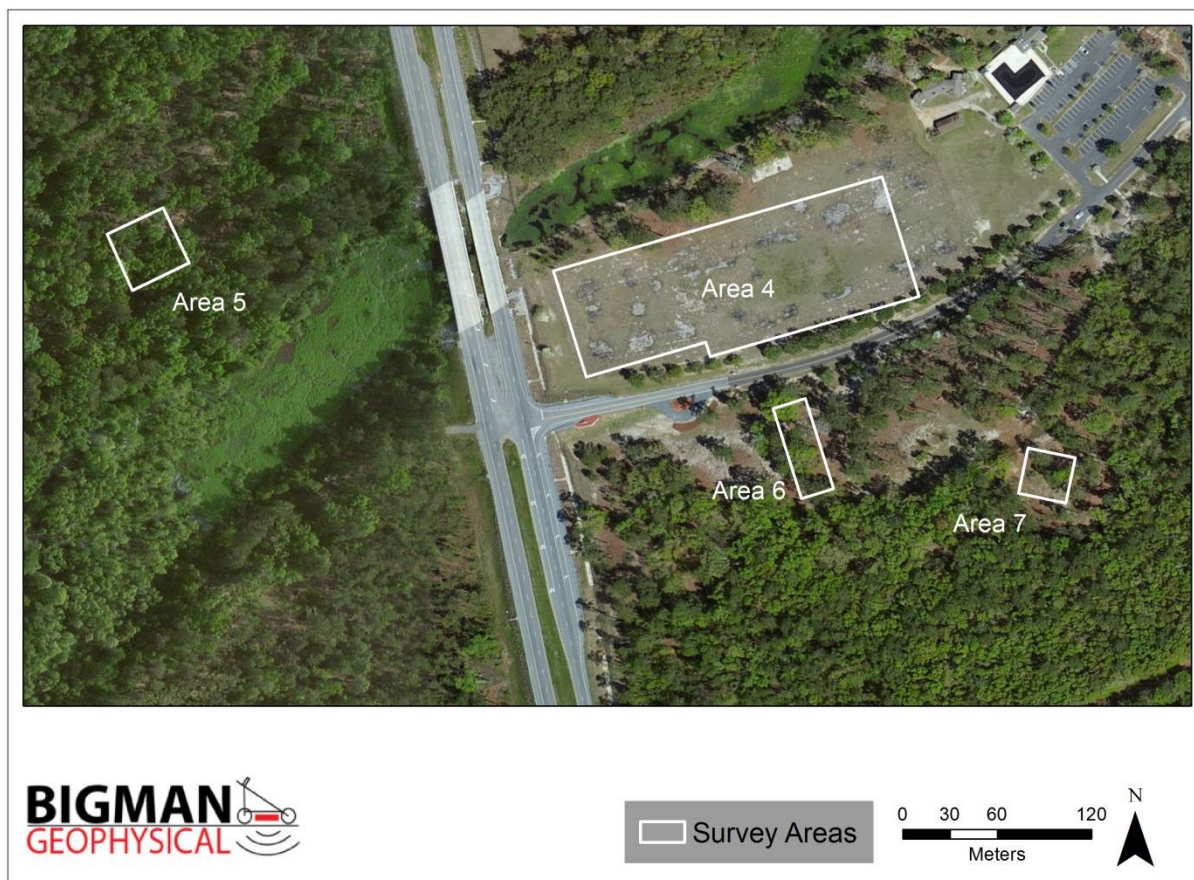 Area 5
Area 4
Area 6
Area 7
BIGMAN
GEOPHYSICAL
Survey Areas
0 30 60 120
Meters
N